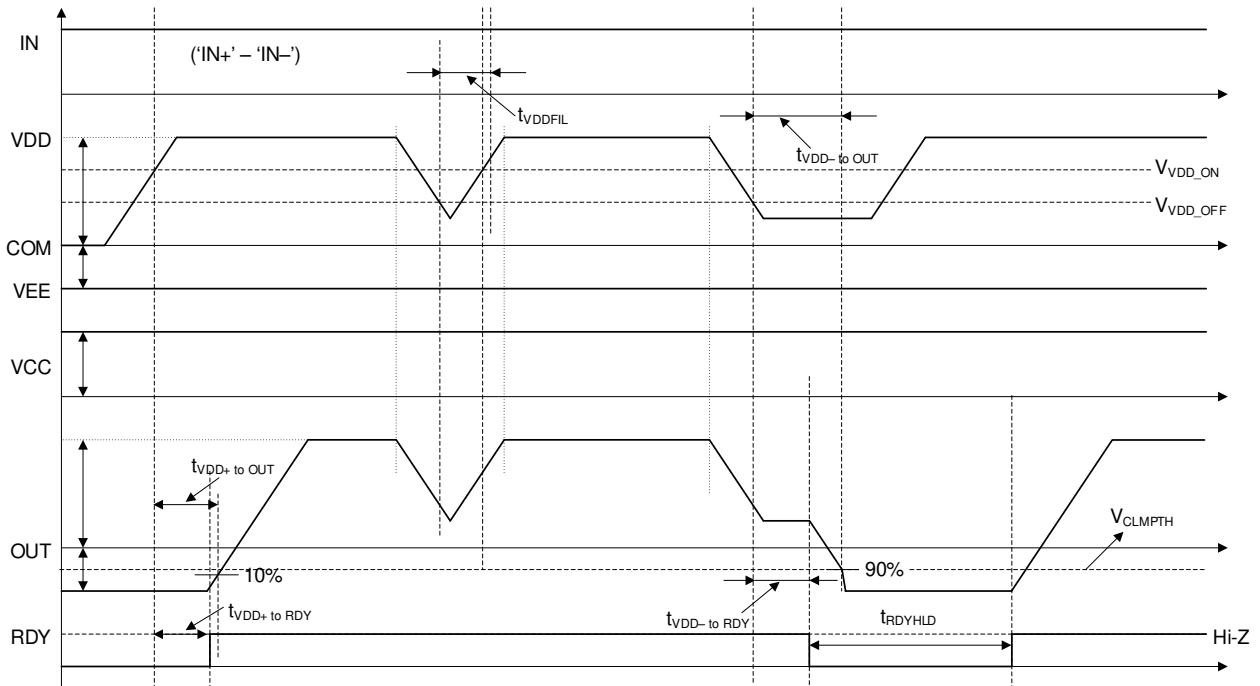 IN
(‘IN+’ – ‘IN–’)
tVDDFIL
VDD
tVDD– to OUT
VVDD_ON
VVDD_OFF
COM
VEE
VCC
tVDD+ to OUT
VCLMPTH
OUT
10%
90%
tVDD+ to RDY
tVDD– to RDY
tRDYHLD
RDY
Hi-Z